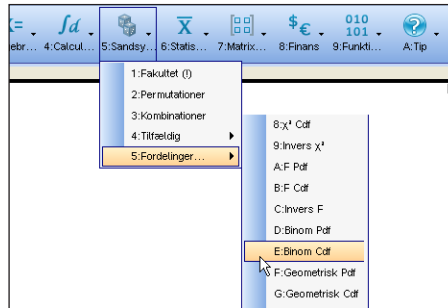 X=
∫d
X
$€
010
101
?
ebr... 4:Calcul... 5:Sandsy... 6:Statis... 7:Matrix... 8:Finans 9:Funkti... A:Tip
1:Fakultet (!)
2:Permutationer
3:Kombinationer
4:Tilfældig
5:Fordelinger...
8:χ² Cdf
9:Invers χ²
A:F Pdf
B:F Cdf
C:Invers F
D:Binom Pdf
E:Binom Cdf
F:Geometrisk Pdf
G:Geometrisk Cdf